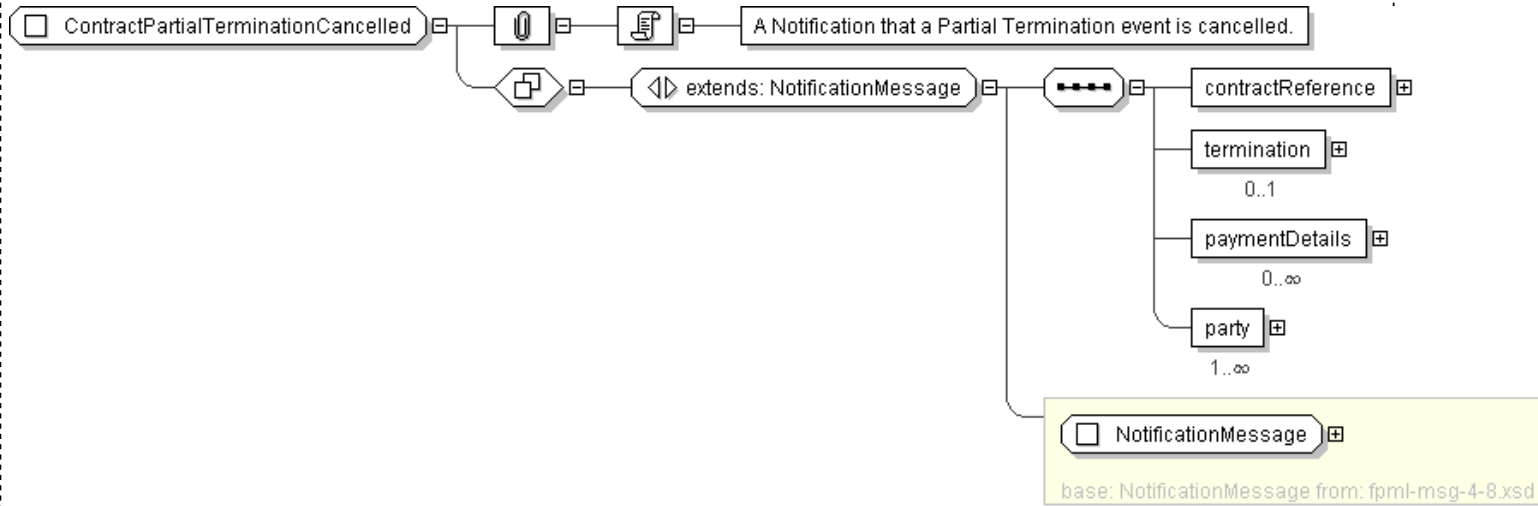 ContractPartialTerminationCancelled
A Notification that a Partial Termination event is cancelled.
extends: NotificationMessage
contractReference
termination
0..1
paymentDetails
0..∞
party
1..∞
NotificationMessage
base: NotificationMessage from: fpml-msg-4-8.xsd